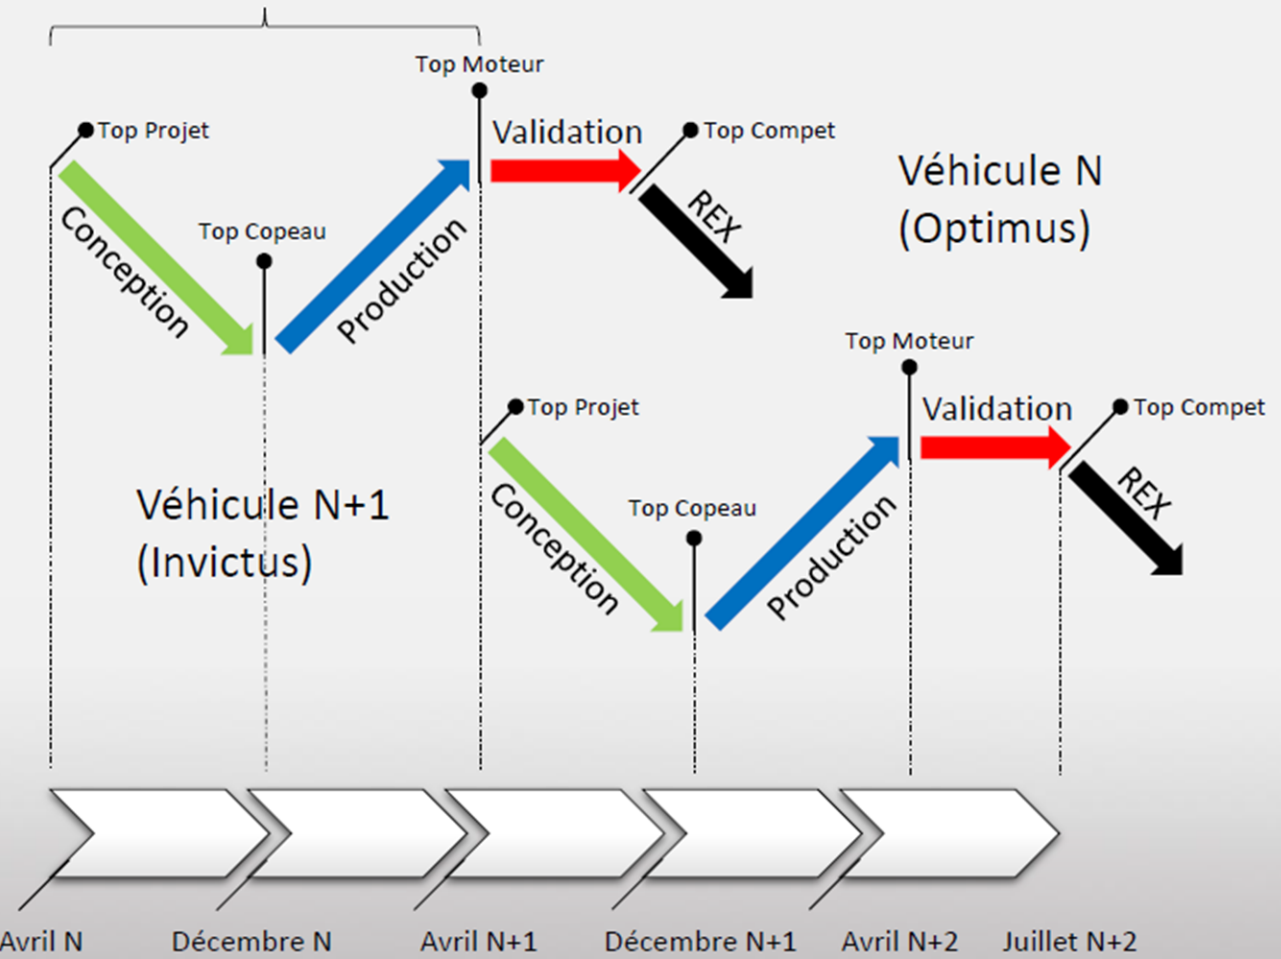 Top Moteur
Top Projet
Validation
Top Compet
Véhicule N
(Optimus)
REX
Conception
Top Copeau
Production
Top Moteur
Top Projet
Validation
Top Compet
Véhicule N+1
(Invictus)
REX
Conception
Top Copeau
Production
Avril N
Décembre N
Avril N+1
Décembre N+1
Avril N+2
Juillet N+2